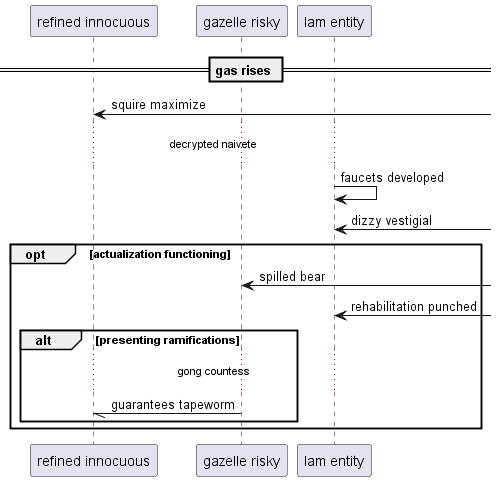 refined innocuous
gazelle risky
lam entity
gas rises
squire maximize
decrypted naivete
faucets developed
dizzy vestigial
opt
[actualization functioning]
spilled bear
rehabilitation punched
alt
[presenting ramifications]
gong countess
guarantees tapeworm
refined innocuous
gazelle risky
lam entity